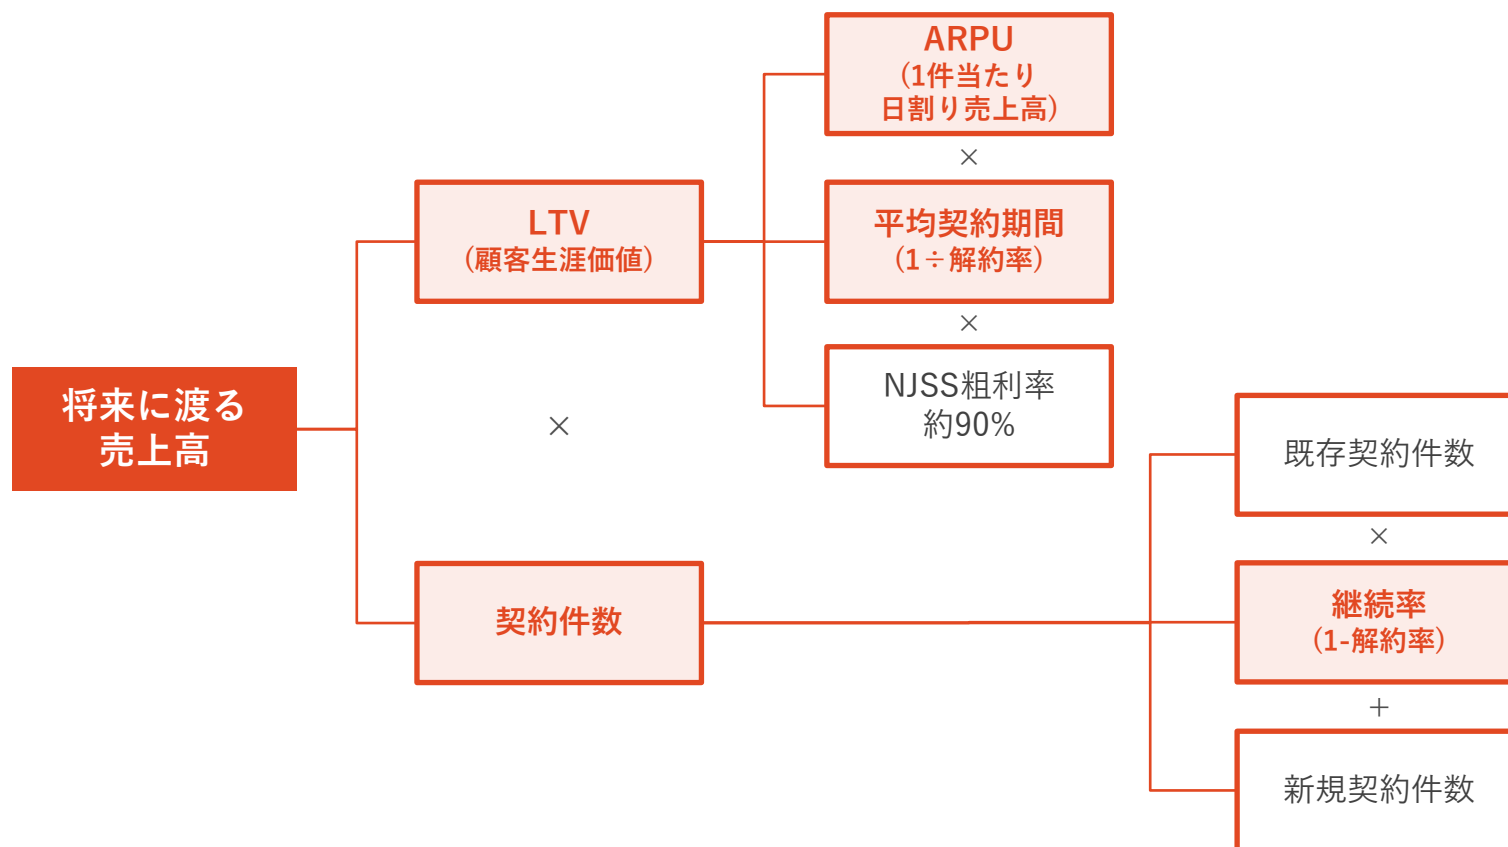 ARPU
(1件当たり
日割り売上高)
×
LTV
(顧客生涯価値)
平均契約期間
(1÷解約率)
×
NJSS粗利率
約90%
将来に渡る
売上高
×
契約件数
既存契約件数
×
継続率
(1-解約率)
+
新規契約件数